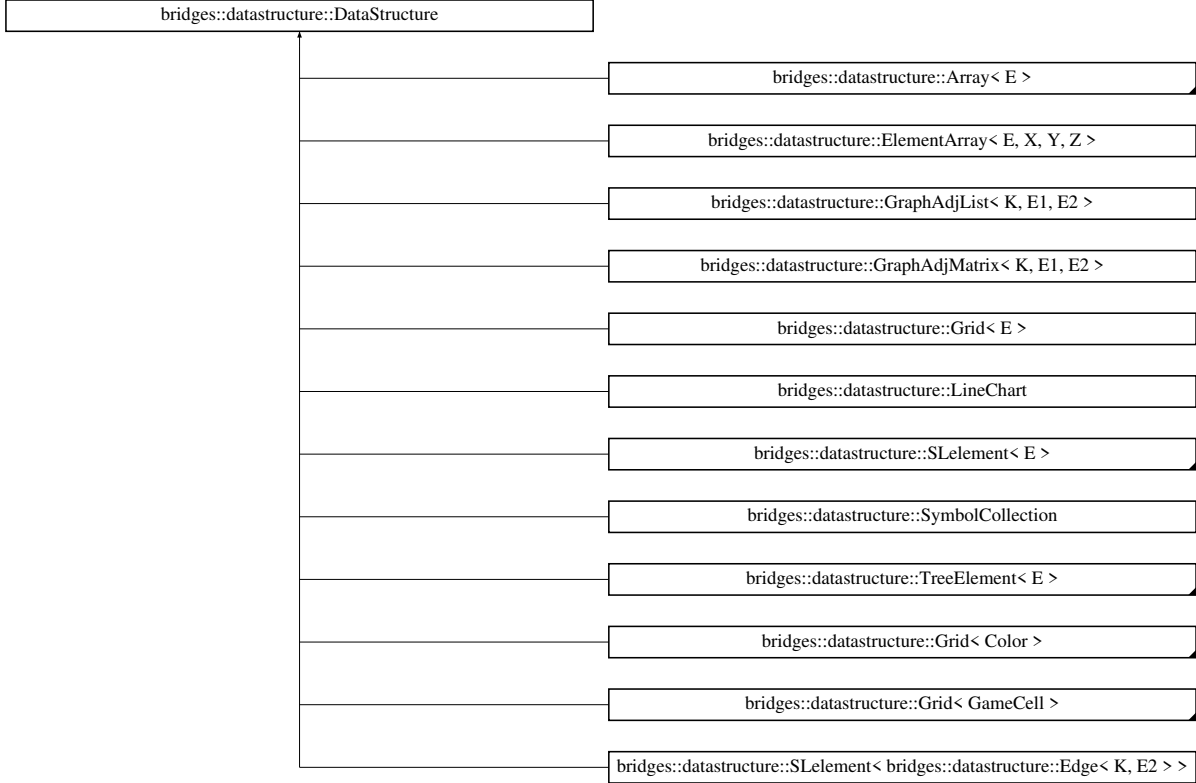 bridges::datastructure::DataStructure
bridges::datastructure::Array< E >
bridges::datastructure::ElementArray< E, X, Y, Z >
bridges::datastructure::GraphAdjList< K, E1, E2 >
bridges::datastructure::GraphAdjMatrix< K, E1, E2 >
bridges::datastructure::Grid< E >
bridges::datastructure::LineChart
bridges::datastructure::SLelement< E >
bridges::datastructure::SymbolCollection
bridges::datastructure::TreeElement< E >
bridges::datastructure::Grid< Color >
bridges::datastructure::Grid< GameCell >
bridges::datastructure::SLelement< bridges::datastructure::Edge< K, E2 > >